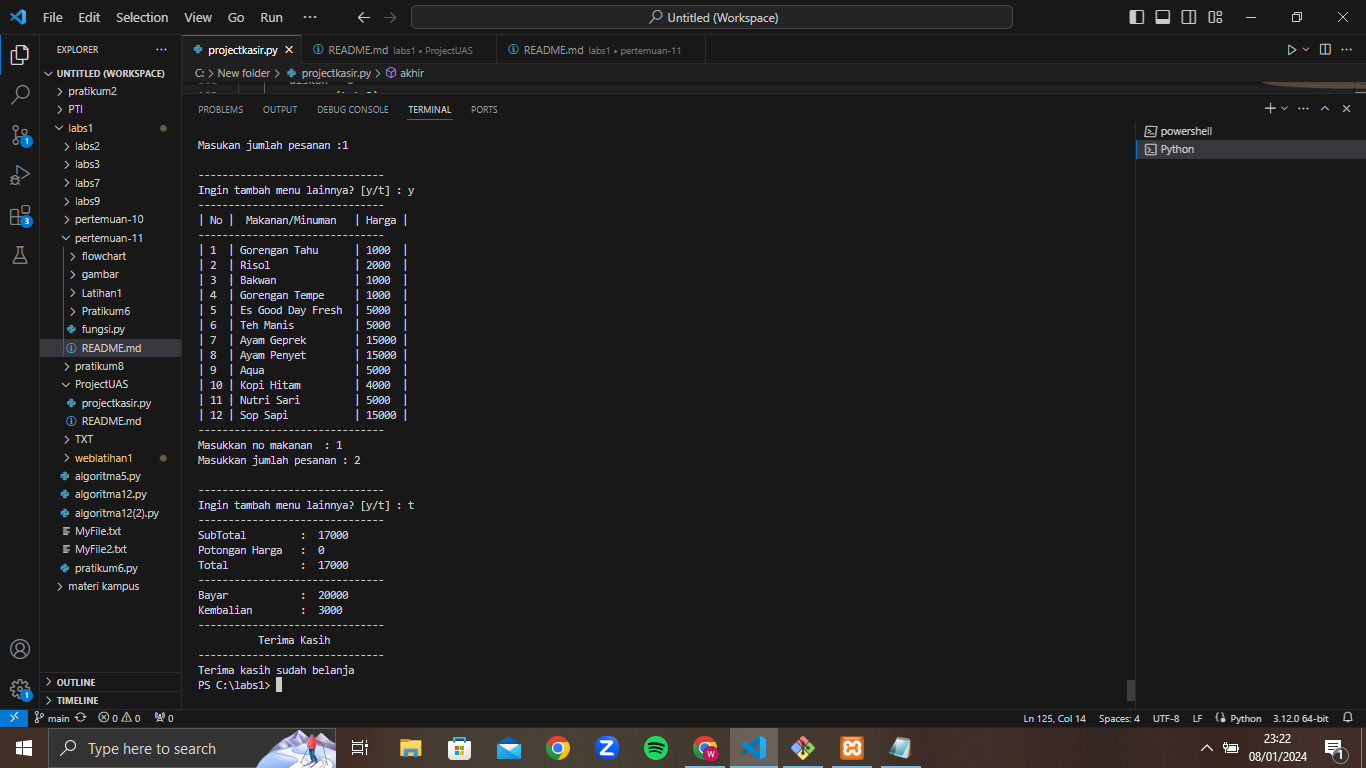 File Edit Selection View Go Run ··· Untitled (Workspace)
EXPLORER ···
UNTITLED (WORKSPACE)
pratikum2
PTI
labs1
labs2
labs3
labs7
labs9
pertemuan-10
pertemuan-11
flowchart
gambar
Latihan1
Pratikum6
fungsi.py
README.md
pratikum8
ProjectUAS
projectkasir.py
README.md
TXT
weblatihan1
algoritma5.py
algoritma12.py
algoritma12(2).py
MyFile.txt
MyFile2.txt
pratikum6.py
materi kampus
OUTLINE
TIMELINE
1
3
1
projectkasir.py README.md labs1 • ProjectUAS README.md labs1 • pertemuan-11
C: > New folder > projectkasir.py > akhir
PROBLEMS OUTPUT DEBUG CONSOLE TERMINAL PORTS
Masukan jumlah pesanan :1
-------------------------------
Ingin tambah menu lainnya? [y/t] : y
-------------------------------
| No | Makanan/Minuman | Harga |
-------------------------------
| 1 | Gorengan Tahu | 1000 |
| 2 | Risol | 2000 |
| 3 | Bakwan | 1000 |
| 4 | Gorengan Tempe | 1000 |
| 5 | Es Good Day Fresh | 5000 |
| 6 | Teh Manis | 5000 |
| 7 | Ayam Geprek | 15000 |
| 8 | Ayam Penyet | 15000 |
| 9 | Aqua | 5000 |
| 10 | Kopi Hitam | 4000 |
| 11 | Nutri Sari | 5000 |
| 12 | Sop Sapi | 15000 |
-------------------------------
Masukkan no makanan : 1
Masukkan jumlah pesanan : 2
-------------------------------
Ingin tambah menu lainnya? [y/t] : t
-------------------------------
SubTotal : 17000
Potongan Harga : 0
Total : 17000
-------------------------------
Bayar : 20000
Kembalian : 3000
-------------------------------
Terima Kasih
-------------------------------
Terima kasih sudah belanja
PS C:\labs1>
powershell
Python
main 0 0 0 Ln 125, Col 14 Spaces: 4 UTF-8 LF Python 3.12.0 64-bit
Type here to search
W
23:22
08/01/2024
1